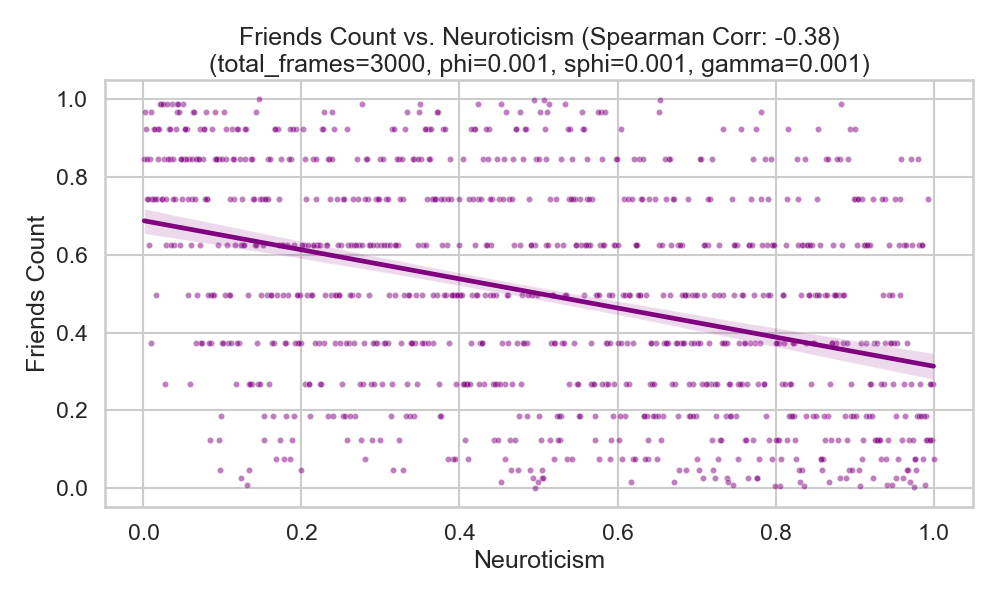 Friends Count vs. Neuroticism (Spearman Corr: -0.38)
(total_frames=3000, phi=0.001, sphi=0.001, gamma=0.001)
Friends Count
1.0
0.8
0.6
0.4
0.2
0.0
0.0 0.2 0.4 0.6 0.8 1.0
Neuroticism